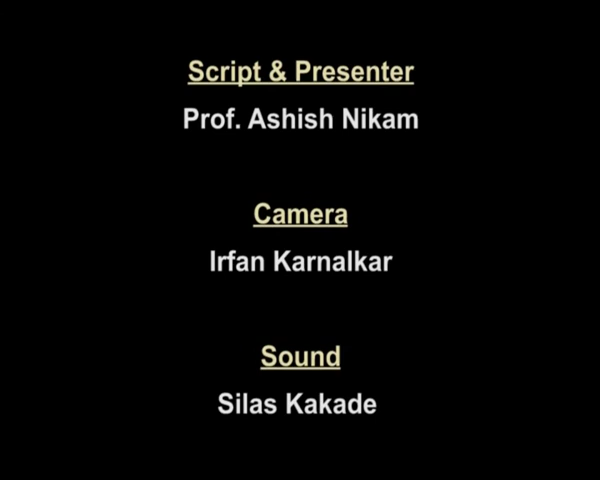 Script & Presenter
Prof. Ashish Nikam
Camera
Irfan Karnalkar
Sound
Silas Kakade